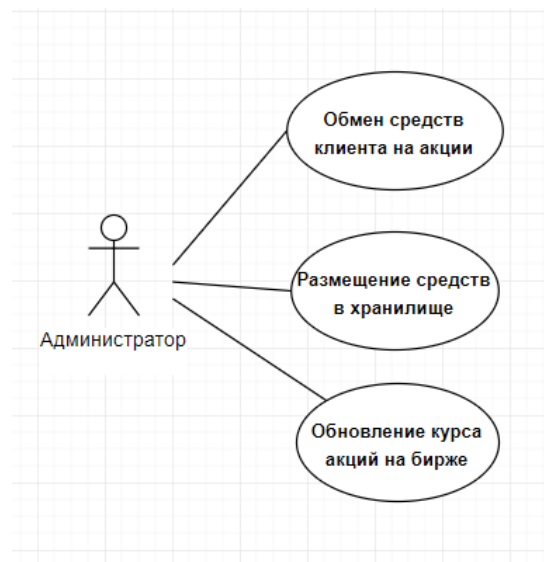 Обмен средств
клиента на акции
Размещение средств
в хранилище
Администратор
Обновление курса
акций на бирже